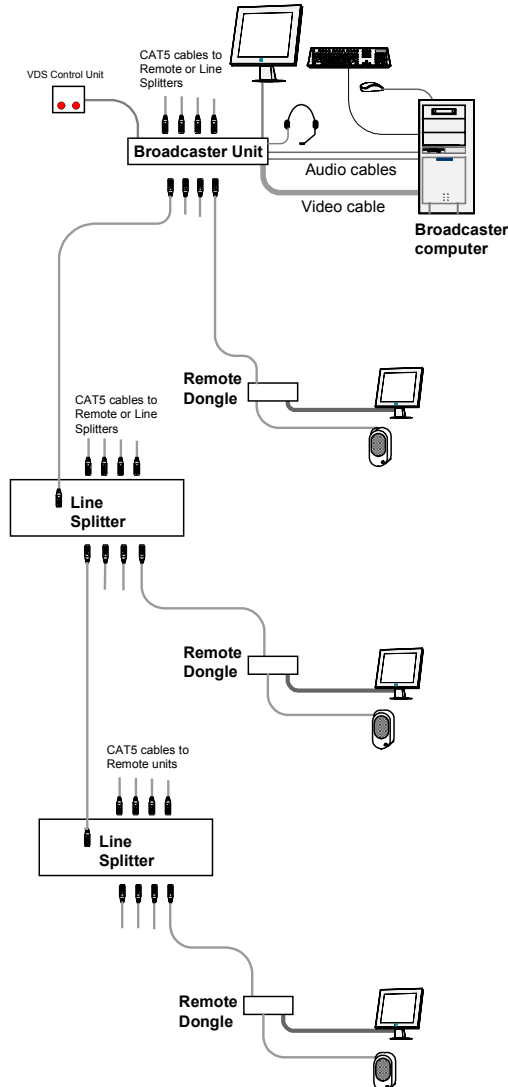 CAT5 cables to
Remote or Line
Splitters
VDS Control Unit
Broadcaster Unit
Audio cables
Video cable
Broadcaster
computer
Remote
Dongle
CAT5 cables to
Remote or Line
Splitters
Line
Splitter
Remote
Dongle
CAT5 cables to
Remote units
Line
Splitter
Remote
Dongle